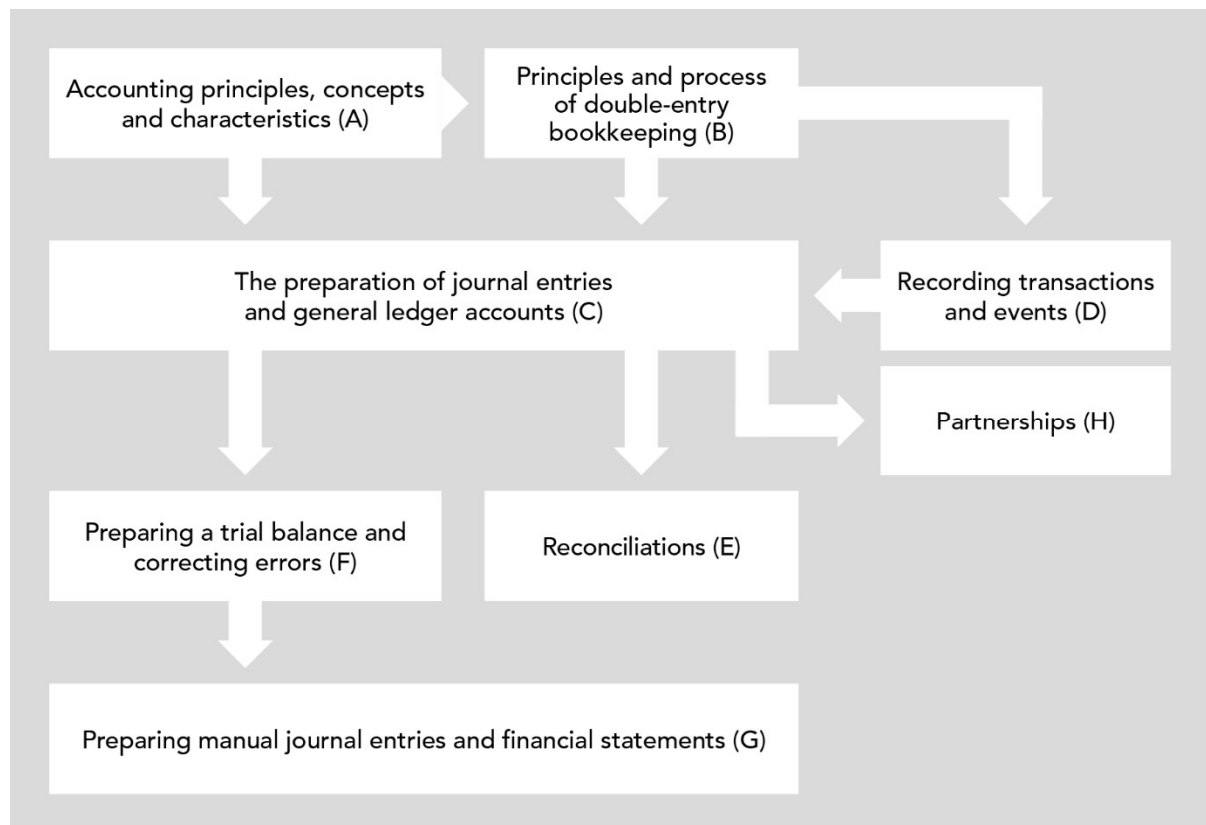 Accounting principles, concepts
and characteristics (A)
Principles and process
of double-entry
bookkeeping (B)
The preparation of journal entries
and general ledger accounts (C)
Recording transactions
and events (D)
Partnerships (H)
Preparing a trial balance and
correcting errors (F)
Reconciliations (E)
Preparing manual journal entries and financial statements (G)